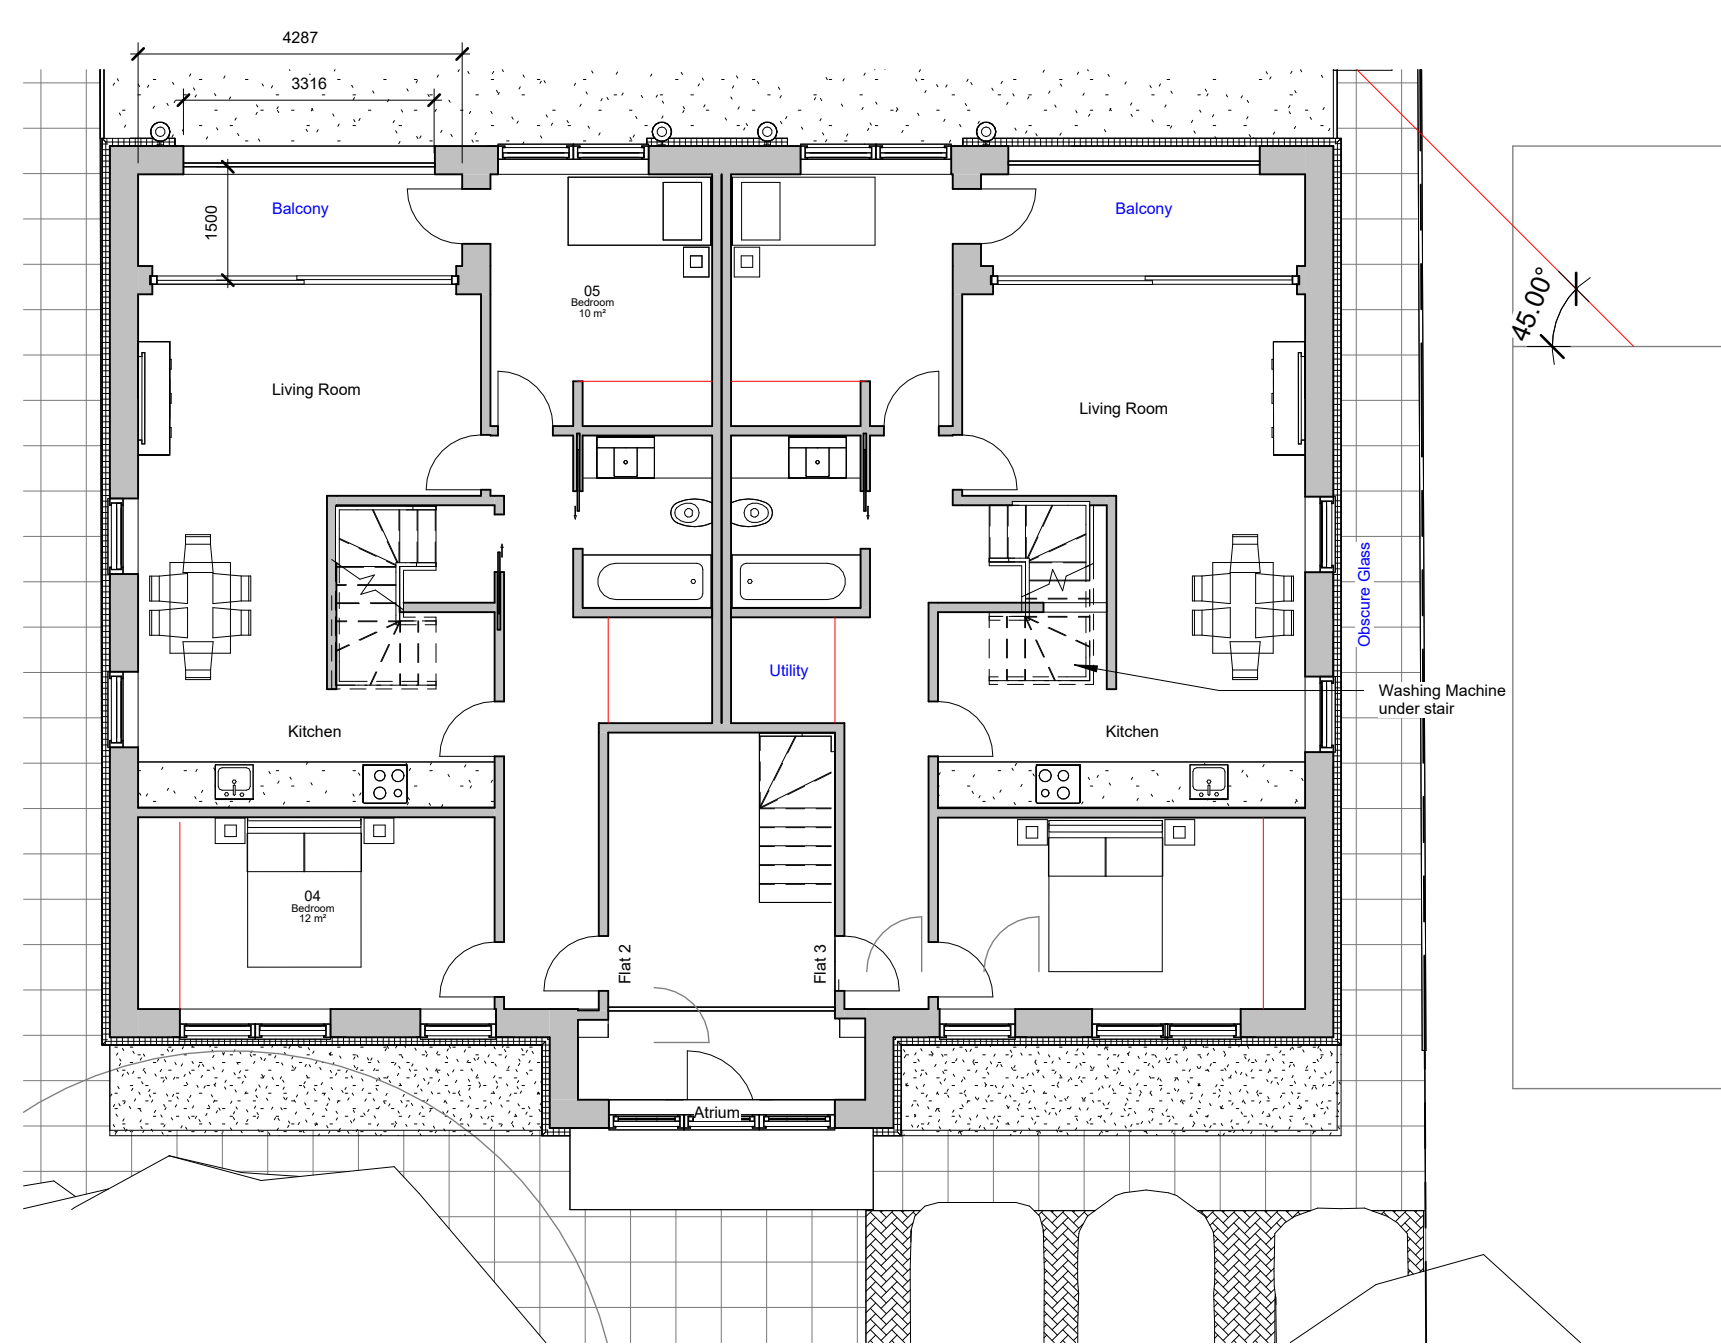 4287
3316
Balcony
Balcony
1500
45.00°
05
Bedroom
10 m²
Living Room
Living Room
Obscure Glass
Utility
Washing Machine
under stair
Kitchen
Kitchen
04
Bedroom
12 m²
Flat 2
Flat 3
Atrium